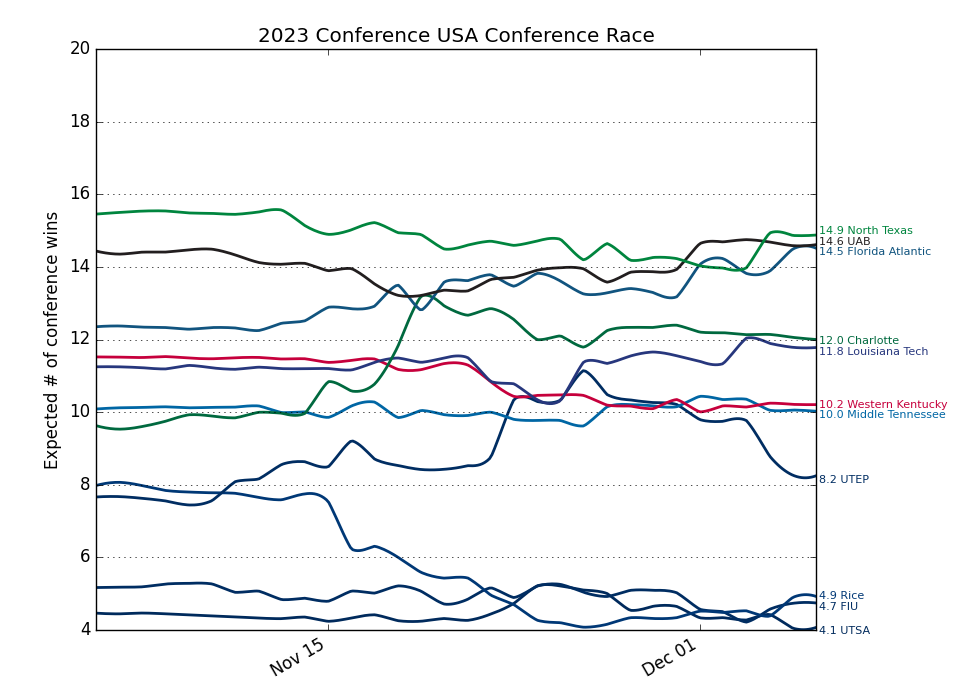 2023 Conference USA Conference Race
Expected # of conference wins
20
18
16
14
12
10
8
6
4
Nov 15
Dec 01
14.9 North Texas
14.6 UAB
14.5 Florida Atlantic
12.0 Charlotte
11.8 Louisiana Tech
10.2 Western Kentucky
10.0 Middle Tennessee
8.2 UTEP
4.9 Rice
4.7 FIU
4.1 UTSA